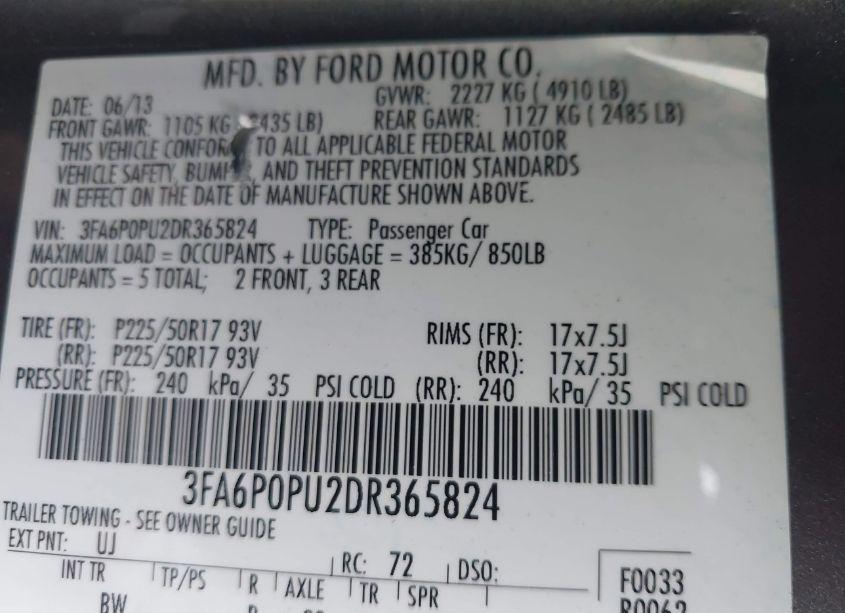 MFD. BY FORD MOTOR CO.
DATE: 06/13 GVWR: 2227 KG ( 4910 LB)
FRONT GAWR: 1105 KG 2435 LB) REAR GAWR: 1127 KG ( 2485 LB)
THIS VEHICLE TO ALL APPLICABLE FEDERAL MOTOR
VEHICLE SAFETY, AND THEFT PREVENTION STANDARDS
IN EFFECT ON THE DATE OF MANUFACTURE SHOWN ABOVE.
VIN: 3FA6P0PU2DR365824 TYPE: Passenger Car
MAXIMUM LOAD = OCCUPANTS + LUGGAGE = 385KG/ 850LB
OCCUPANTS = 5 TOTAL; 2 FRONT, 3 REAR
TIRE (FR): P225/50R17 93V RIMS (FR): 17x7.5J
(RR): P225/50R17 93V (RR): 17x7.5J
PRESSURE (FR): 240 kPa/ 35 PSI COLD (RR): 240 kPa/ 35 PSI COLD
3FA6P0PU2DR365824
TRAILER TOWING - SEE OWNER GUIDE
EXT PNT: UJ RC: 72 DSO:
INT TR TP/PS R AXLE TR SPR F0033
BW